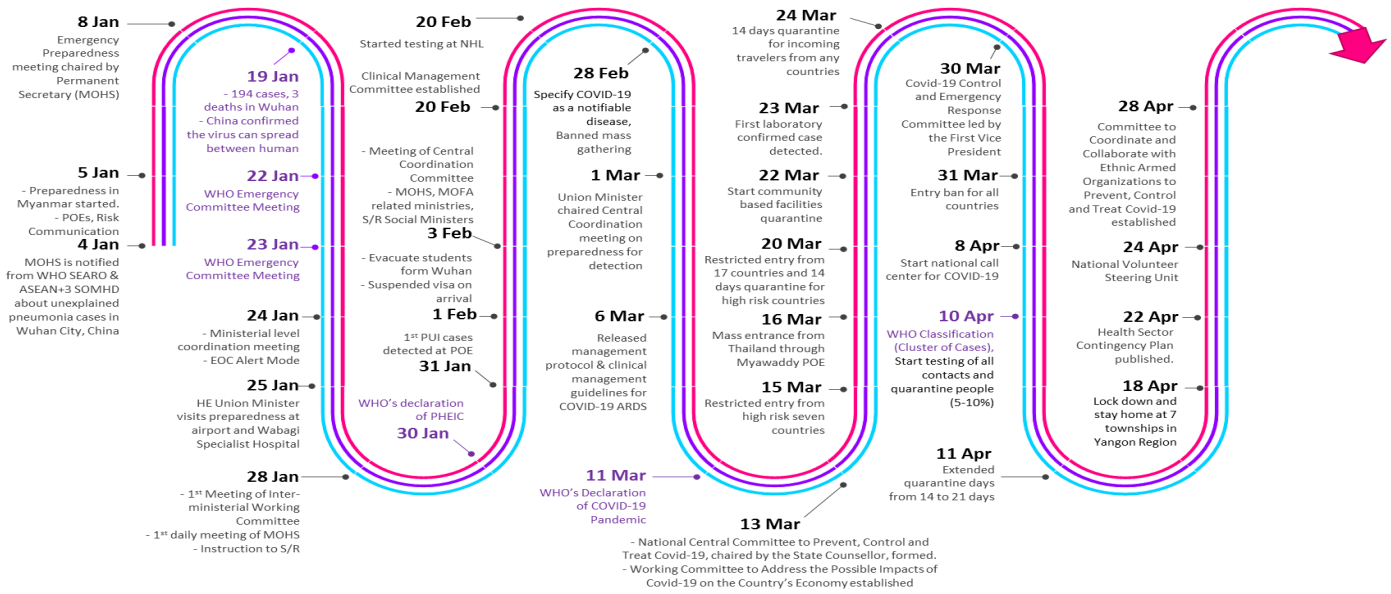 8 Jan
Emergency
Preparedness
meeting chaired by
Permanent
Secretary (MOHS)
5 Jan
- Preparedness in
Myanmar started.
- POEs, Risk
Communication
4 Jan
MOHS is notified
from WHO SEARO &
ASEAN+3 SOMHD
about unexplained
pneumonia cases in
Wuhan City, China
19 Jan
- 194 cases, 3
deaths in Wuhan
- China confirmed
the virus can spread
between human
22 Jan
WHO Emergency
Committee Meeting
23 Jan
WHO Emergency
Committee Meeting
24 Jan
- Ministerial level
coordination meeting
- EOC Alert Mode
25 Jan
HE Union Minister
visits preparedness at
airport and Wabagi
Specialist Hospital
28 Jan
- 1st Meeting of Inter-
ministerial Working
Committee
- 1st daily meeting of MOHS
- Instruction to S/R
20 Feb
Started testing at NHL
Clinical Management
Committee established
20 Feb
- Meeting of Central
Coordination
Committee
- MOHS, MOFA
related ministries,
S/R Social Ministers
3 Feb
- Evacuate students
form Wuhan
- Suspended visa on
arrival
1 Feb
1st PUI cases
detected at POE
31 Jan
WHO's declaration
of PHEIC
30 Jan
28 Feb
Specify COVID-19
as a notifiable
disease,
Banned mass
gathering
1 Mar
Union Minister
chaired Central
Coordination
meeting on
preparedness for
detection
6 Mar
Released
management
protocol & clinical
management
guidelines for
COVID-19 ARDS
11 Mar
WHO's Declaration
of COVID-19
Pandemic
24 Mar
14 days quarantine
for incoming
travelers from any
countries
23 Mar
First laboratory
confirmed case
detected.
22 Mar
Start community
based facilities
quarantine
20 Mar
Restricted entry from
17 countries and 14
days quarantine for
high risk countries
16 Mar
Mass entrance from
Thailand through
Myawaddy POE
15 Mar
Restricted entry from
high risk seven
countries
13 Mar
- National Central Committee to Prevent, Control and
Treat Covid-19, chaired by the State Counsellor, formed.
- Working Committee to Address the Possible Impacts of
Covid-19 on the Country's Economy established
30 Mar
Covid-19 Control
and Emergency
Response
Committee led by
the First Vice
President
31 Mar
Entry ban for all
countries
8 Apr
Start national call
center for COVID-19
10 Apr
WHO Classification
(Cluster of Cases),
Start testing of all
contacts and
quarantine people
(5-10%)
11 Apr
Extended
quarantine days
from 14 to 21 days
28 Apr
Committee to
Coordinate and
Collaborate with
Ethnic Armed
Organizations to
Prevent, Control
and Treat Covid-19
established
24 Apr
National Volunteer
Steering Unit
22 Apr
Health Sector
Contingency Plan
published.
18 Apr
Lock down and
stay home at 7
townships in
Yangon Region